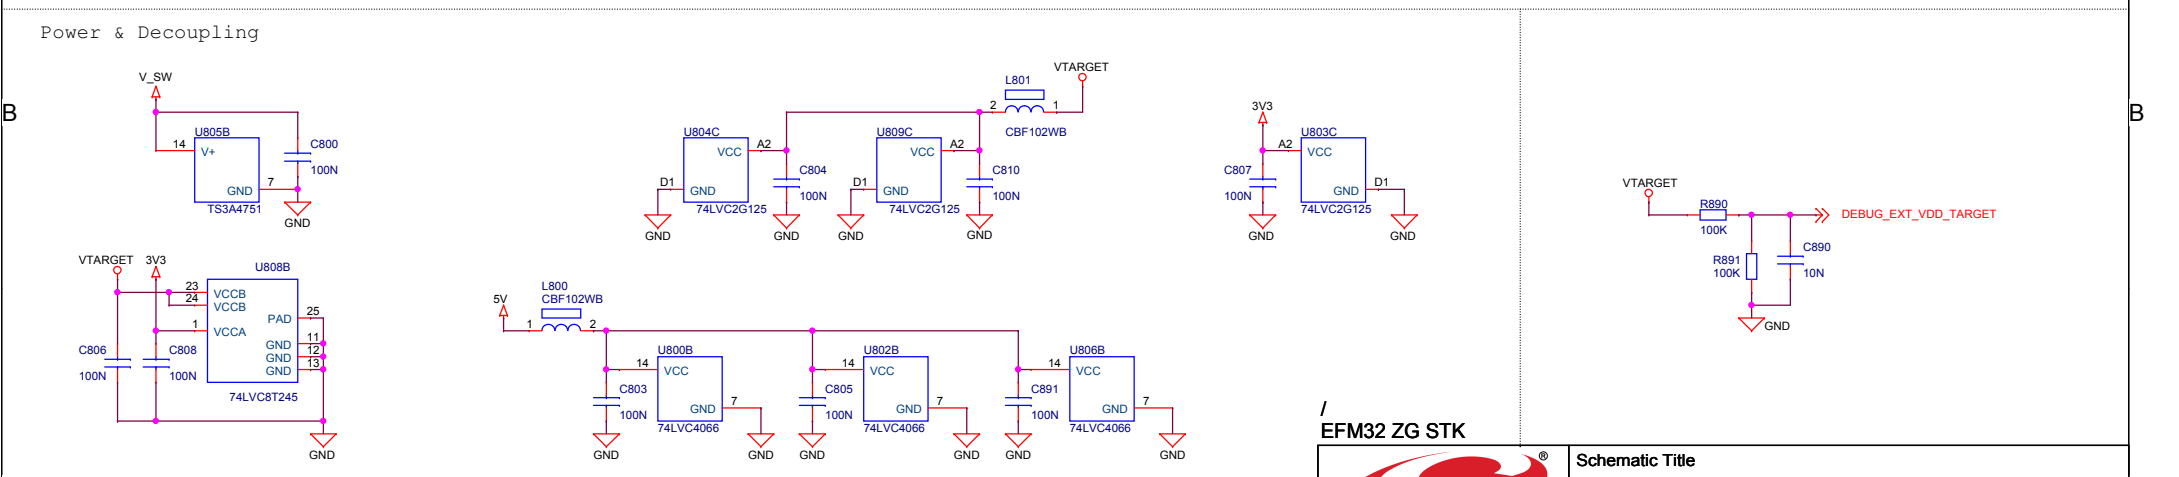 Power & Decoupling
B
B
V_SW
U805B
14
V+
GND
7
TS3A4751
C800
100N
GND
U804C
VCC
A2
D1
GND
74LVC2G125
C804
100N
GND
GND
U809C
VCC
A2
D1
GND
74LVC2G125
C810
100N
GND
GND
L801
2
1
CBF102WB
VTARGET
3V3
U803C
A2
VCC
C807
100N
GND
D1
74LVC2G125
GND
GND
VTARGET
R890
100K
DEBUG_EXT_VDD_TARGET
R891
100K
C890
10N
GND
VTARGET
3V3
U808B
23
VCCB
24
VCCB
PAD
25
1
VCCA
GND
11
GND
12
GND
13
C806
100N
C808
100N
74LVC8T245
GND
5V
L800
CBF102WB
1
2
U800B
14
VCC
C803
100N
GND
7
74LVC4066
GND
GND
U802B
14
VCC
C805
100N
GND
7
74LVC4066
GND
GND
U806B
14
VCC
C891
100N
GND
7
74LVC4066
GND
GND
/
EFM32 ZG STK
®
Schematic Title